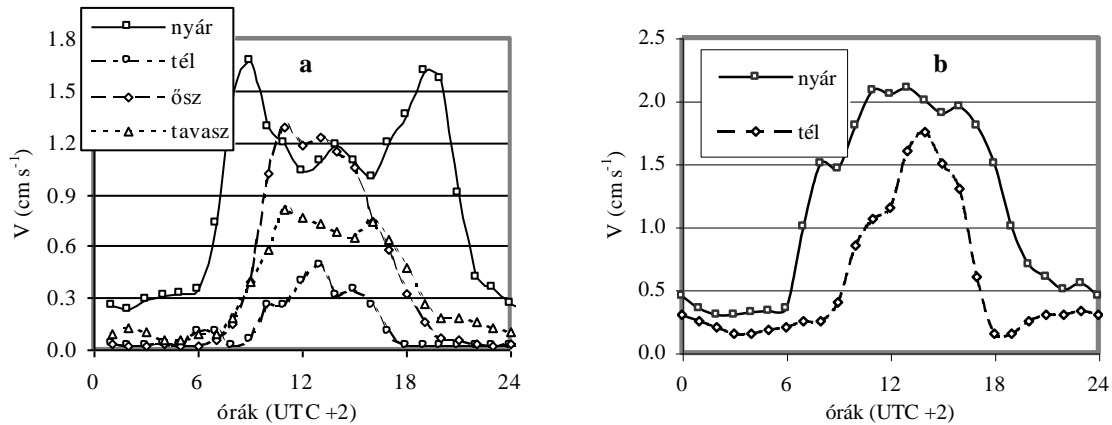 nyár
tél
ősz
tavasz
a
1.8
1.5
1.2
0.9
0.6
0.3
0.0
V (cm s-1)
0 6 12 18 24
órák (UTC +2)
nyár
tél
b
2.5
2.0
1.5
1.0
0.5
0.0
V (cm s-1)
0 6 12 18 24
órák (UTC +2)